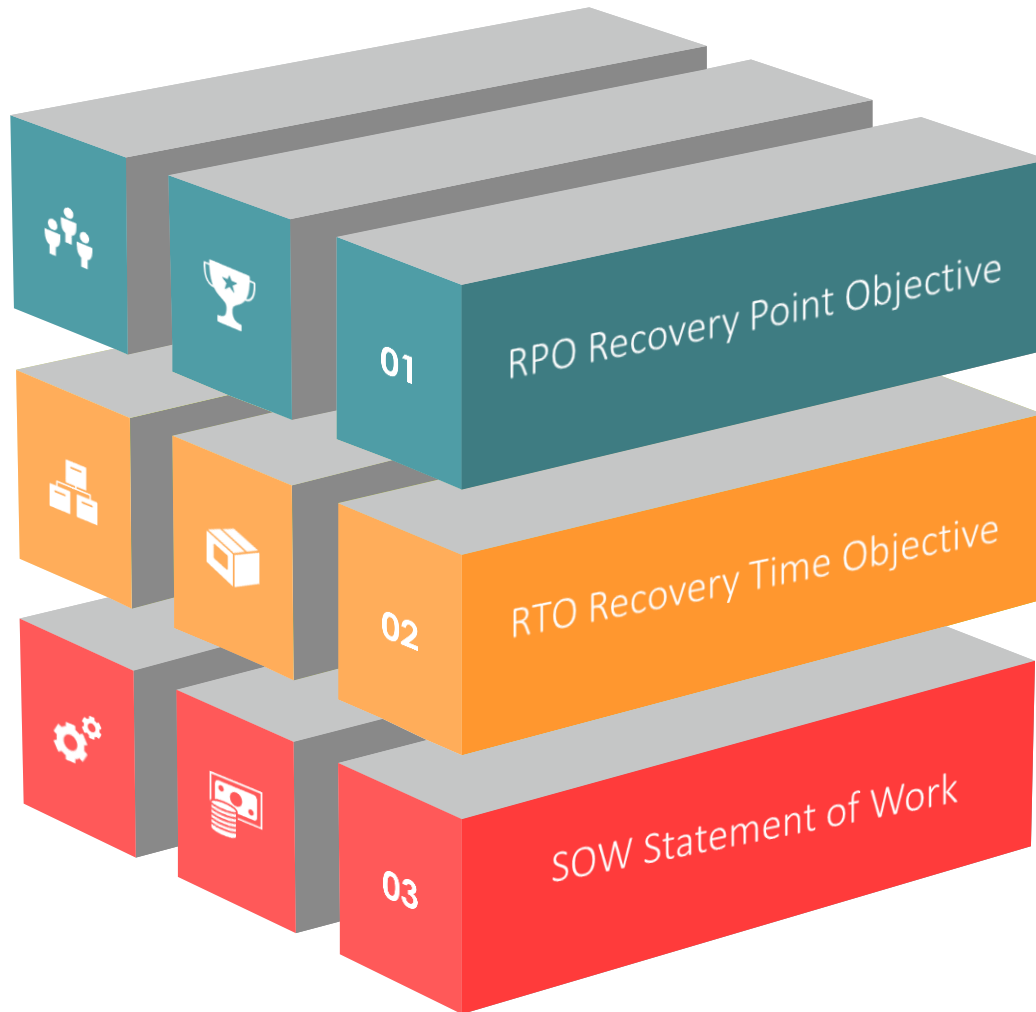 01
RPO Recovery Point Objective
02
RTO Recovery Time Objective
03
SOW Statement of Work